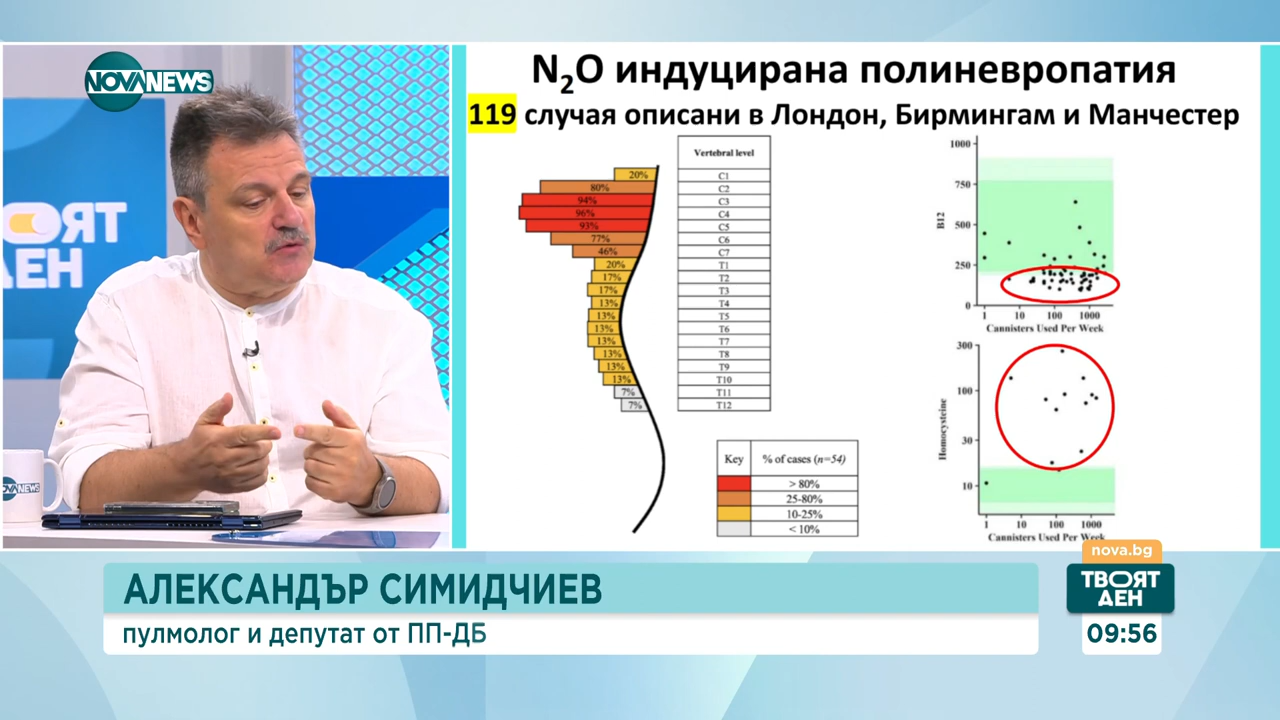 NOVANEWS
ТВОЯТ
ДЕН
NOVANEWS
N₂O индуцирана полиневропатия
119 случая описани в Лондон, Бирмингам и Манчестер
Vertebral level
20% C1
80% C2
94% C3
96% C4
93% C5
77% C6
46% C7
20% T1
17% T2
17% T3
13% T4
13% T5
13% T6
13% T7
13% T8
13% T9
13% T10
7% T11
7% T12
Key % of cases (n=54)
> 80%
25-80%
10-25%
< 10%
1000
750
500
250
0
B12
1 10 100 1000
Cannisters Used Per Week
300
100
30
10
Homocysteine
1 10 100 1000
Cannisters Used Per Week
АЛЕКСАНДЪР СИМИДЧИЕВ
пулмолог и депутат от ПП-ДБ
nova.bg
ТВОЯТ
ДЕН
09:56